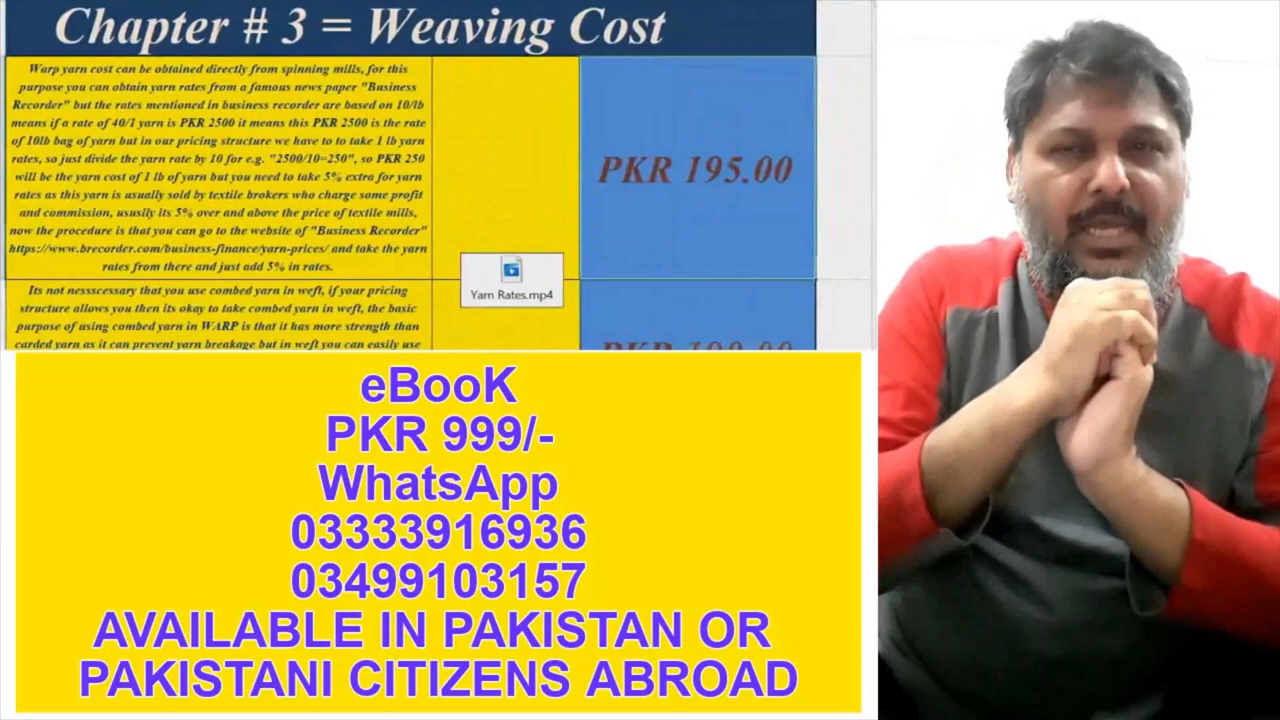 Chapter # 3 = Weaving Cost
Warp yarn cost can be obtained directly from spinning mills, for this
purpose you can obtain yarn rates from a famous news paper "Business
Recorder" but the rates mentioned in business recorder are based on 10/lb
means if a rate of 40/1 yarn is PKR 2500 it means this PKR 2500 is the rate
of 10lb bag of yarn but in our pricing structure we have to to take 1 lb yarn
rates, so just divide the yarn rate by 10 for e.g. "2500/10=250", so PKR 250
will be the yarn cost of 1 lb of yarn but you need to take 5% extra for yarn
rates as this yarn is usually sold by textile brokers who charge some profit
and commission, ususily its 5% over and above the price of textile mills,
now the procedure is that you can go to the website of "Business Recorder"
https://www.brecorder.com/business-finance/yarn-prices/ and take the yarn
rates from there and just add 5% in rates.
PKR 195.00
Yarn Rates.mp4
Its not nessscessary that you use combed yarn in weft, if your pricing
structure allows you then its okay to take combed yarn in weft, the basic
purpose of using combed yarn in WARP is that it has more strength than
carded yarn as it can prevent yarn breakage but in weft you can easily use
eBooK
PKR 999/-
WhatsApp
03333916936
03499103157
AVAILABLE IN PAKISTAN OR
PAKISTANI CITIZENS ABROAD